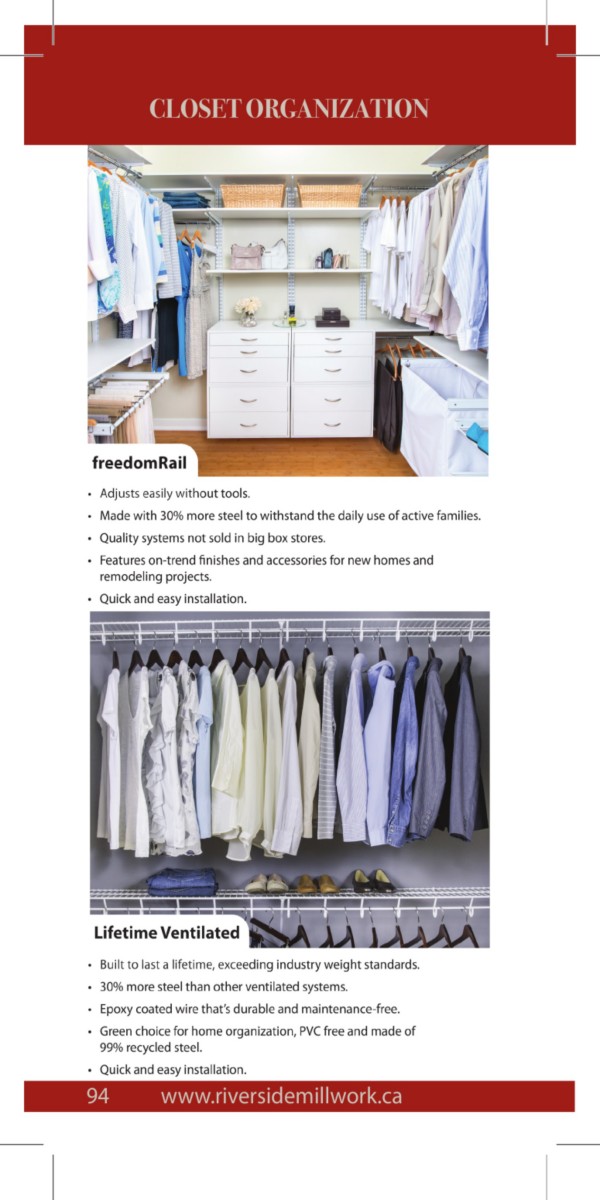 CLOSET ORGANIZATION
freedomRail
• Adjusts easily without tools.
• Made with 30% more steel to withstand the daily use of active families.
• Quality systems not sold in big box stores.
• Features on-trend finishes and accessories for new homes and
remodeling projects.
• Quick and easy installation.
Lifetime Ventilated
• Built to last a lifetime, exceeding industry weight standards.
• 30% more steel than other ventilated systems.
• Epoxy coated wire that's durable and maintenance-free.
• Green choice for home organization, PVC free and made of
99% recycled steel.
• Quick and easy installation.
94 www.riversidemillwork.ca